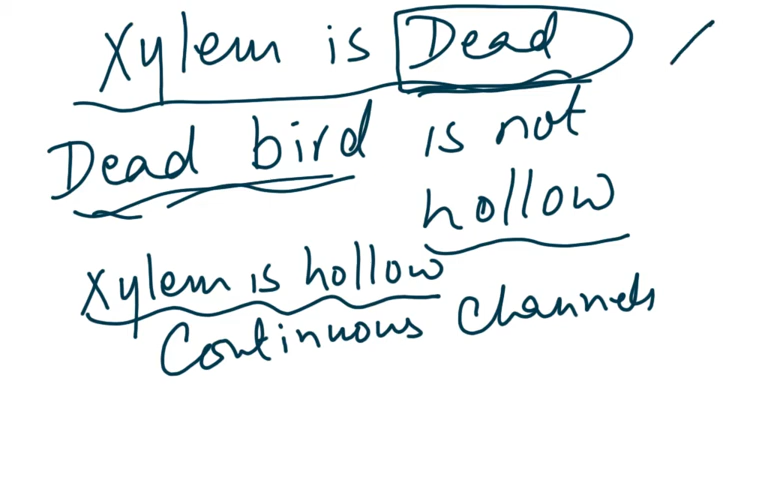 Xylem is Dead
Dead bird is not
hollow
Xylem is hollow
Continuous Channels